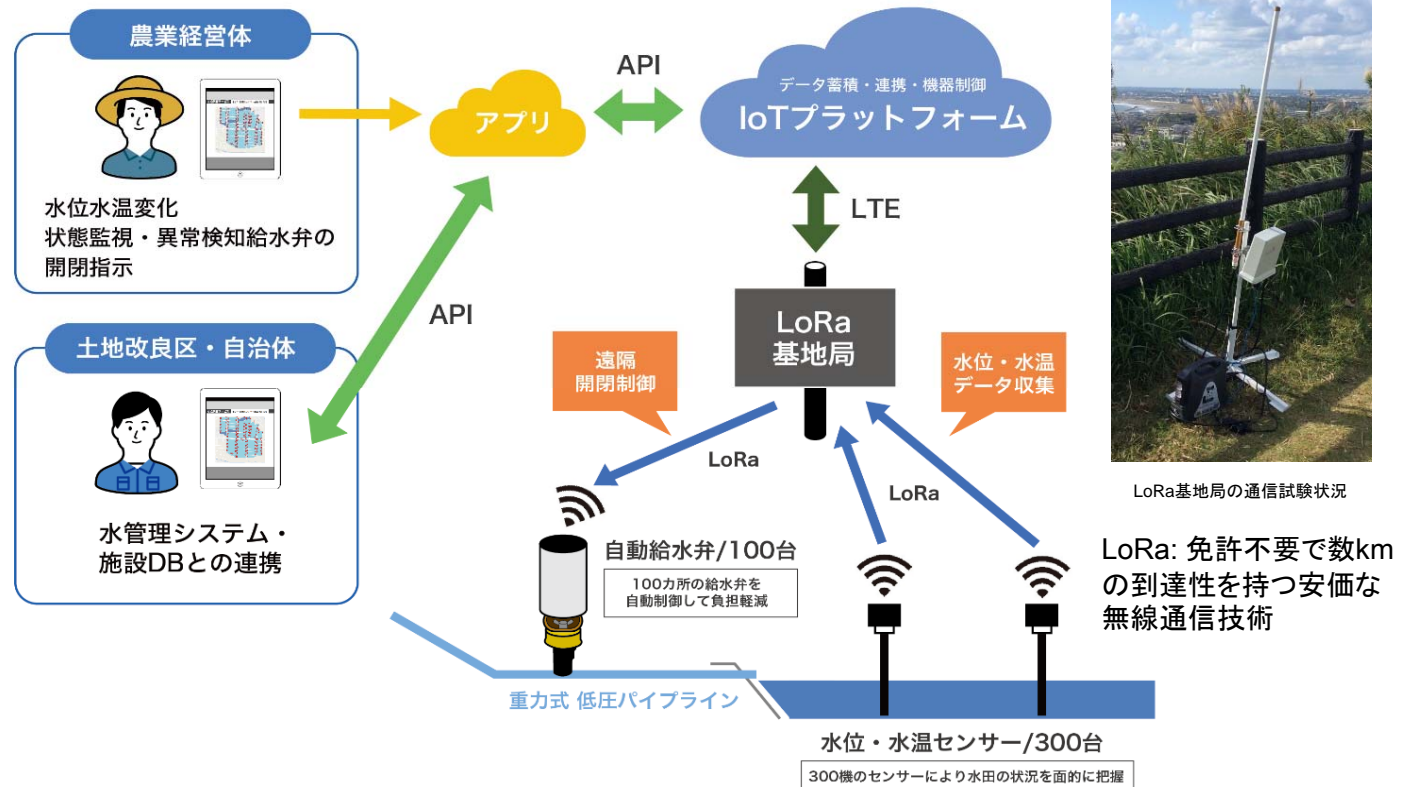 農業経営体
水位水温変化
状態監視・異常検知給水弁の
開閉指示
API
アプリ
データ蓄積・連携・機器制御
IoTプラットフォーム
LTE
API
土地改良区・自治体
水管理システム・
施設DBとの連携
LoRa
基地局
遠隔
開閉制御
水位・水温
データ収集
LoRa
LoRa
自動給水弁/100台
100カ所の給水弁を
自動制御して負担軽減
重力式 低圧パイプライン
水位・水温センサー/300台
300機のセンサーにより水田の状況を面的に把握
LoRa基地局の通信試験状況
LoRa: 免許不要で数km
の到達性を持つ安価な
無線通信技術